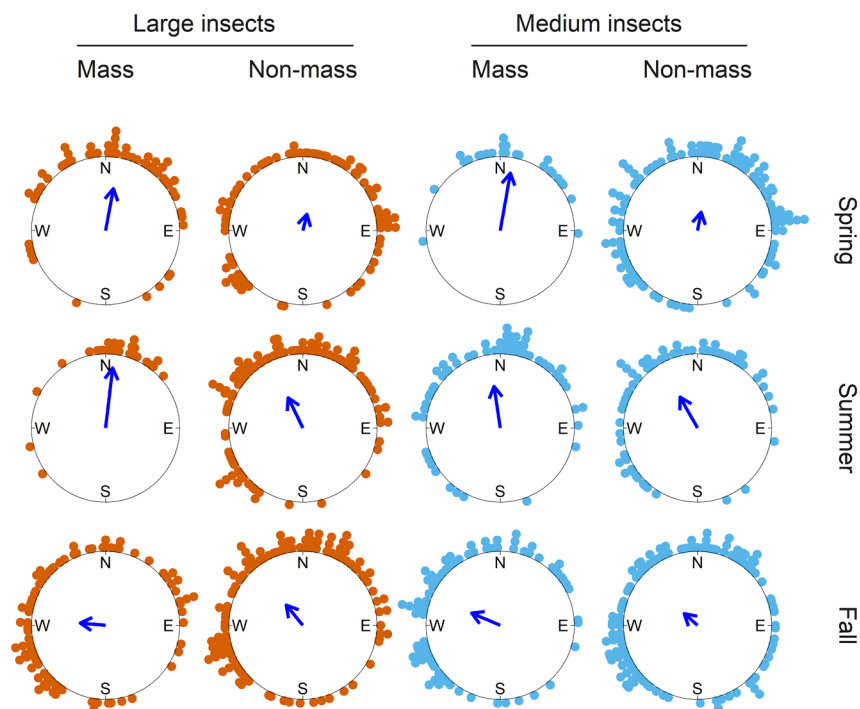 Large insects Medium insects
Mass Non-mass Mass Non-mass
N N N N
W E W E W E W E
S S S S
Spring
N N N N
W E W E W E W E
S S S S
Summer
N N N N
W E W E W E W E
S S S S
Fall